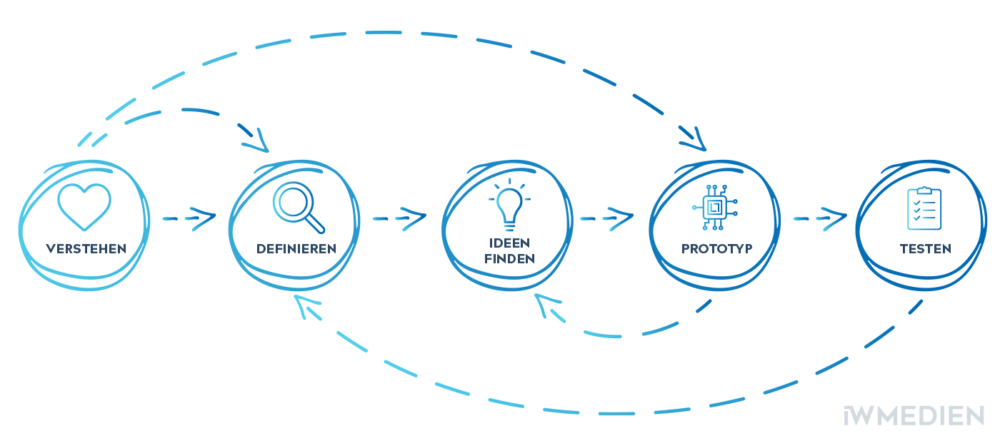 VERSTEHEN
DEFINIEREN
IDEEN
FINDEN
PROTOTYP
TESTEN
iWMEDIEN